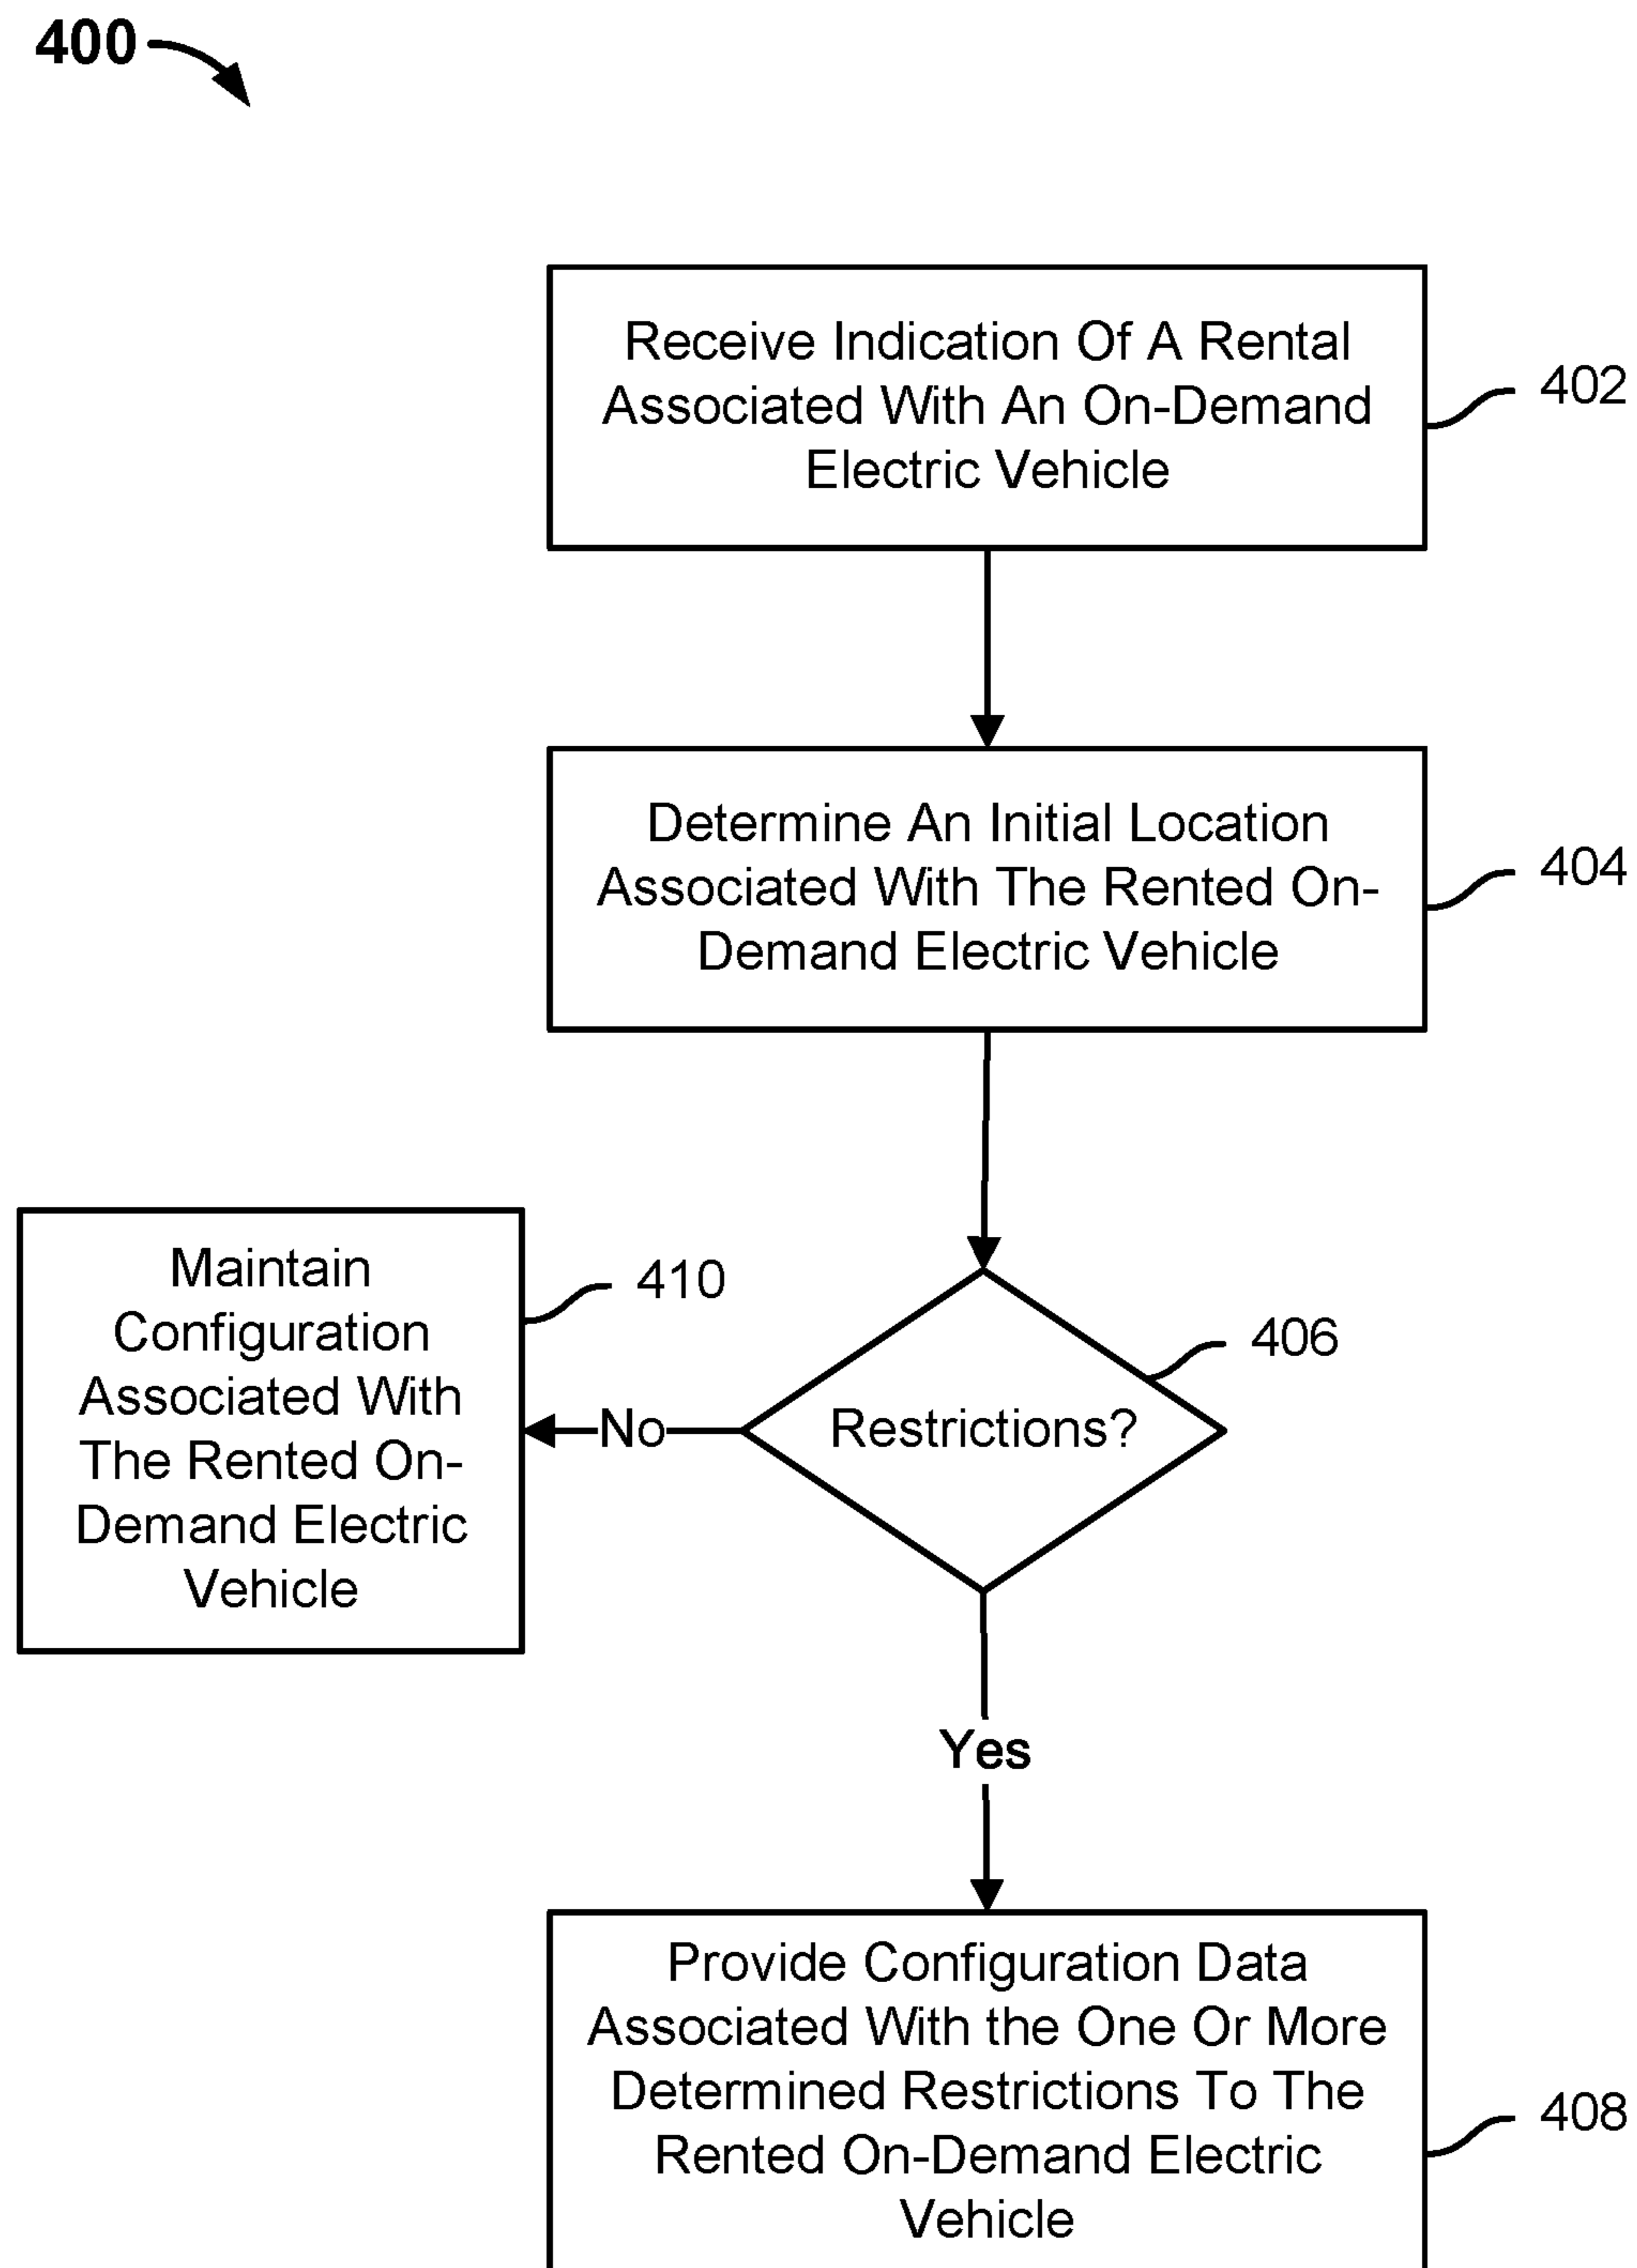 400
Receive Indication Of A Rental
Associated With An On-Demand
Electric Vehicle
402
Determine An Initial Location
Associated With The Rented On-
Demand Electric Vehicle
404
Maintain
Configuration
Associated With
The Rented On-
Demand Electric
Vehicle
410
406
Restrictions?
No
Yes
Provide Configuration Data
Associated With the One Or More
Determined Restrictions To The
Rented On-Demand Electric
Vehicle
408